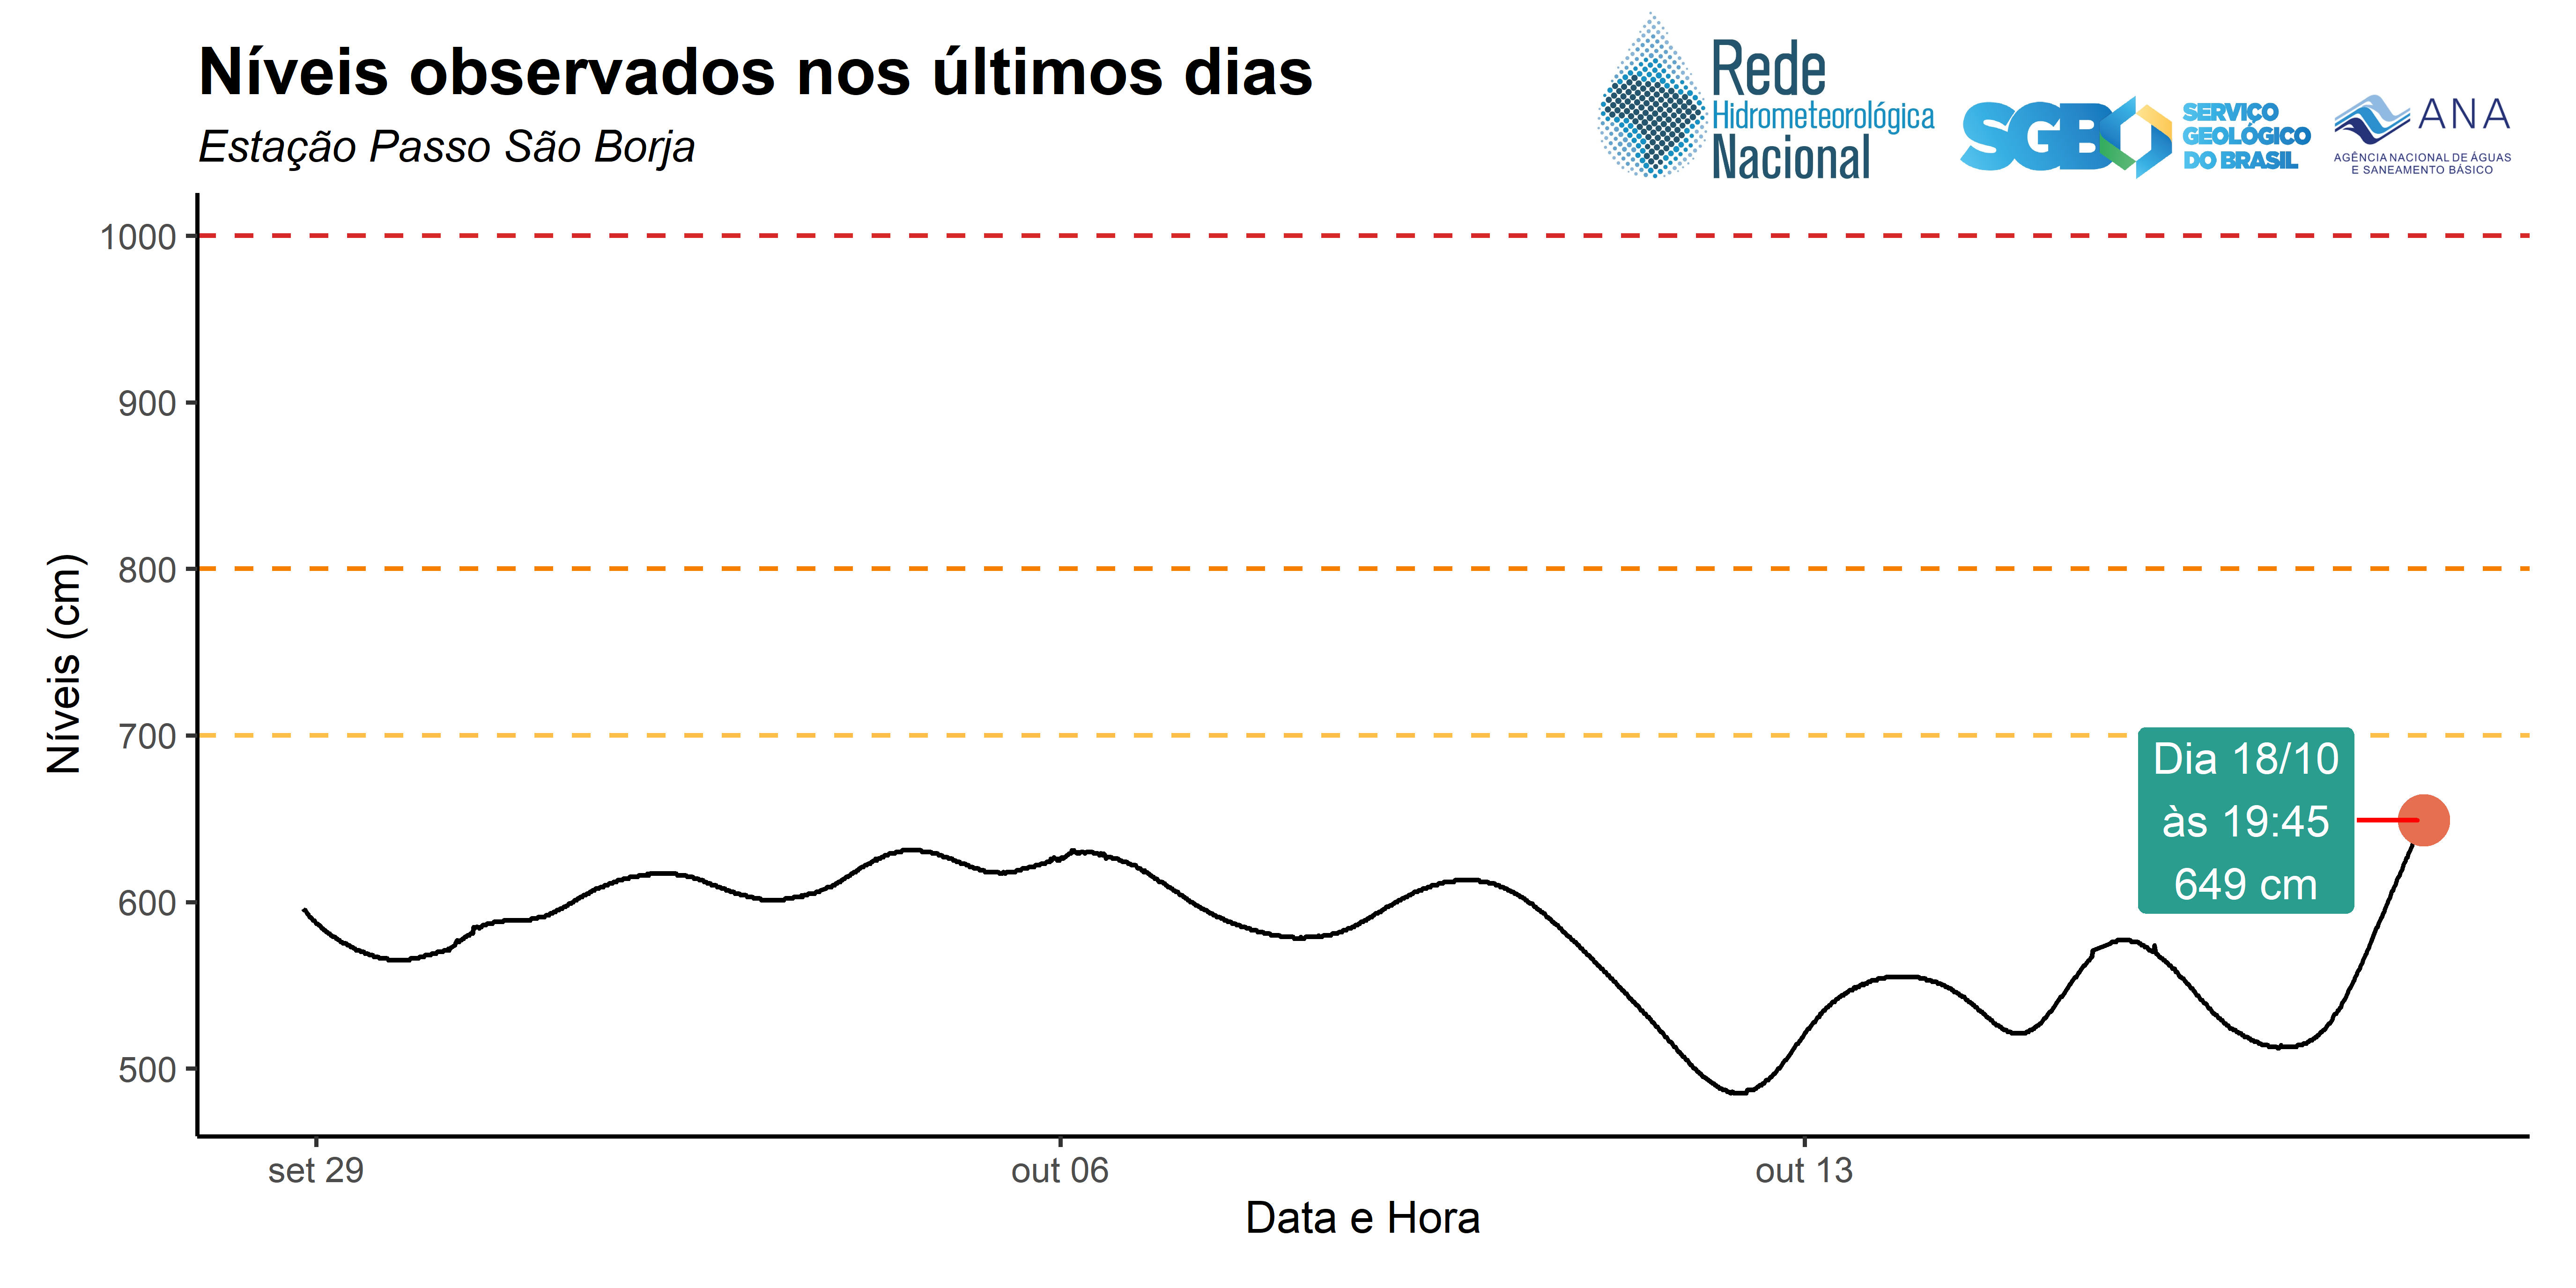 Níveis observados nos últimos dias
Estação Passo São Borja
Rede
Hidrometeorológica
Nacional
SGB
SERVIÇO
GEOLÓGICO
DO BRASIL
ANA
AGÊNCIA NACIONAL DE ÁGUAS
E SANEAMENTO BÁSICO
Níveis (cm)
1000
900
800
700
600
500
Dia 18/10
às 19:45
649 cm
set 29
out 06
out 13
Data e Hora